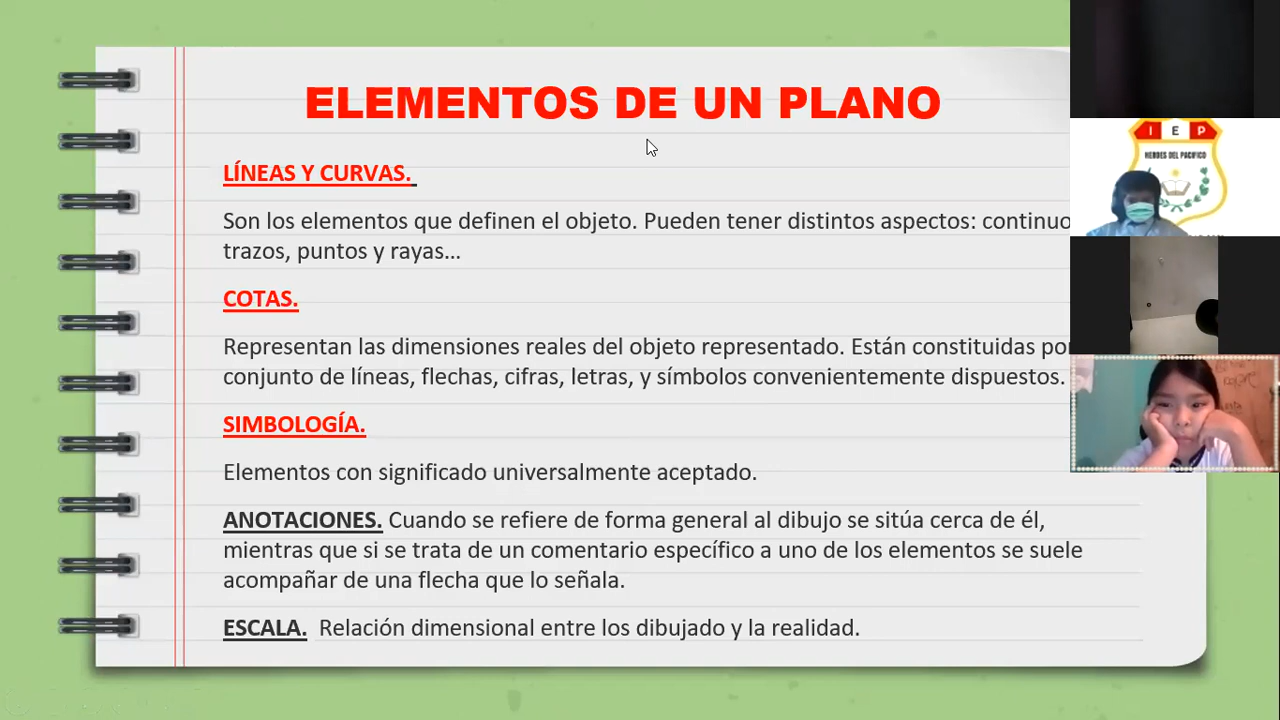 ELEMENTOS DE UN PLANO
LÍNEAS Y CURVAS.
Son los elementos que definen el objeto. Pueden tener distintos aspectos: continuo
trazos, puntos y rayas...
COTAS.
Representan las dimensiones reales del objeto representado. Están constituidas por
conjunto de líneas, flechas, cifras, letras, y símbolos convenientemente dispuestos.
SIMBOLOGÍA.
Elementos con significado universalmente aceptado.
ANOTACIONES. Cuando se refiere de forma general al dibujo se sitúa cerca de él,
mientras que si se trata de un comentario específico a uno de los elementos se suele
acompañar de una flecha que lo señala.
ESCALA. Relación dimensional entre los dibujado y la realidad.
I E P
HEROES DEL PACIFICO